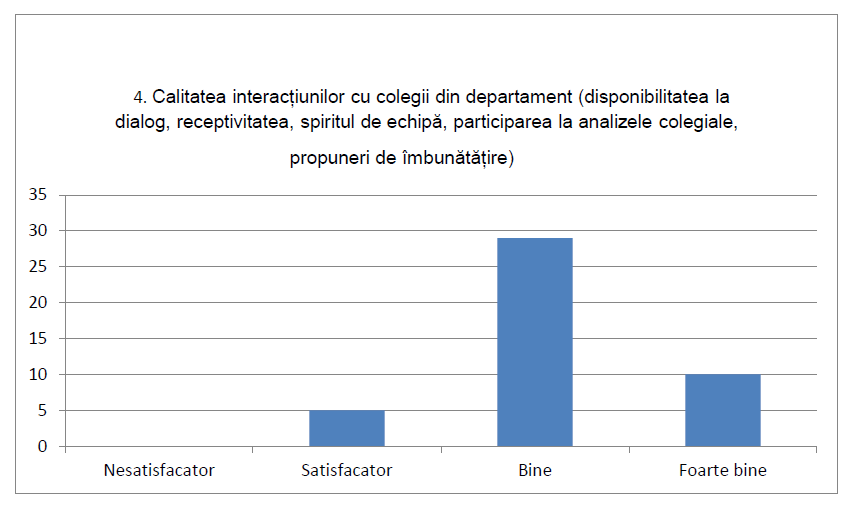 4. Calitatea interacțiunilor cu colegii din departament (disponibilitatea la
dialog, receptivitatea, spiritul de echipă, participarea la analizele colegiale,
propuneri de îmbunătățire)
35
30
25
20
15
10
5
0
Nesatisfacator Satisfacator Bine Foarte bine